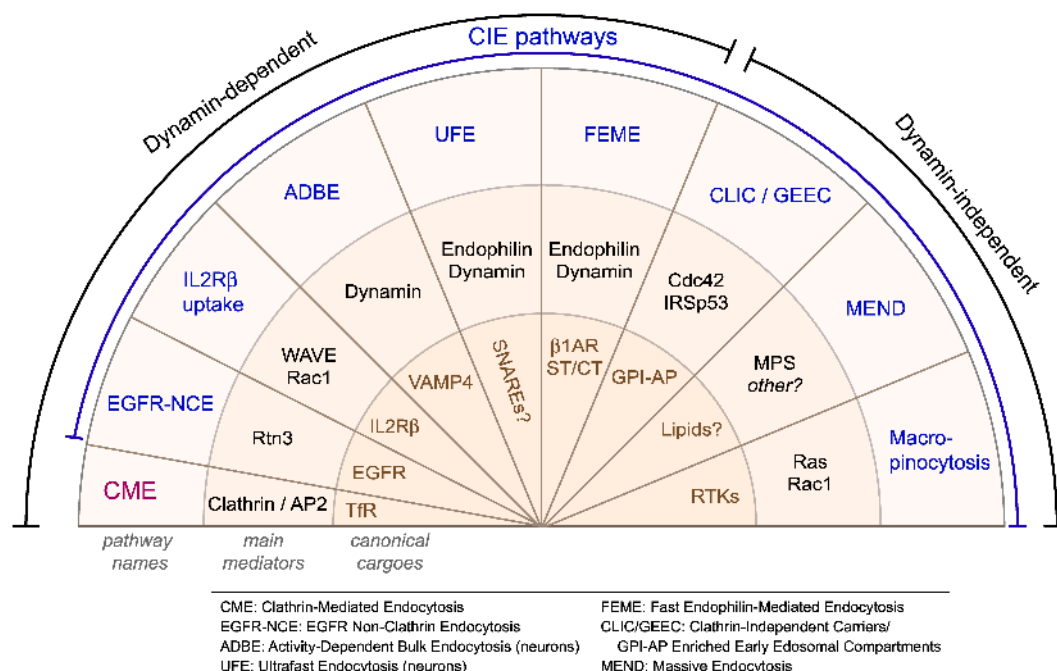 CIE pathways
Dynamin-dependent
Dynamin-independent
UFE
FEME
ADBE
CLIC / GEEC
IL2Rβ
uptake
MEND
EGFR-NCE
Macro-
pinocytosis
CME
Endophilin
Dynamin
Endophilin
Dynamin
Dynamin
Cdc42
IRSp53
WAVE
Rac1
MPS
other?
Rtn3
Ras
Rac1
Clathrin / AP2
SNAREs?
β1AR
ST/CT
VAMP4
GPI-AP
IL2Rβ
Lipids?
EGFR
RTKs
TfR
pathway
names
main
mediators
canonical
cargoes
CME: Clathrin-Mediated Endocytosis
EGFR-NCE: EGFR Non-Clathrin Endocytosis
ADBE: Activity-Dependent Bulk Endocytosis (neurons)
UFE: Ultrafast Endocytosis (neurons)
FEME: Fast Endophilin-Mediated Endocytosis
CLIC/GEEC: Clathrin-Independent Carriers/
GPI-AP Enriched Early Edosomal Compartments
MEND: Massive Endocytosis